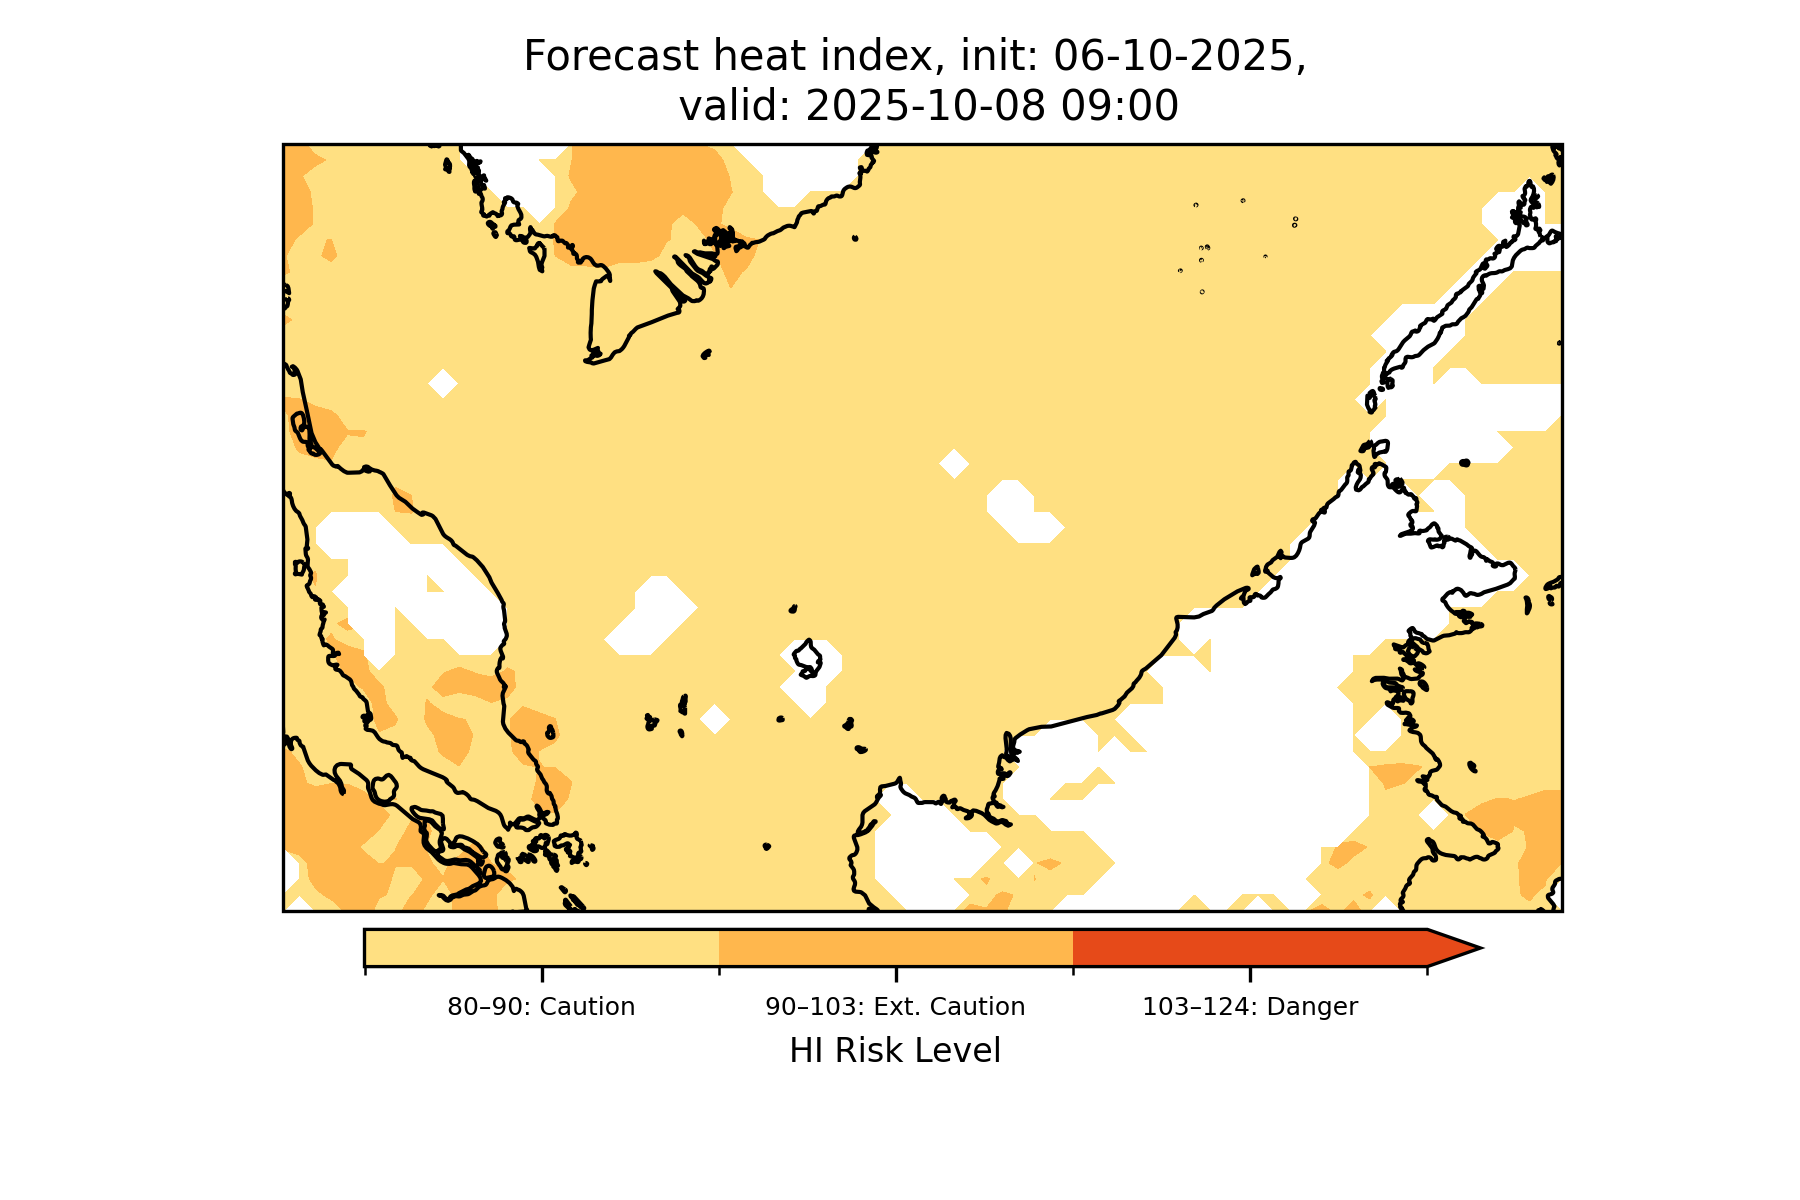 Forecast heat index, init: 06-10-2025,
valid: 2025-10-08 09:00
80–90: Caution
90–103: Ext. Caution
103–124: Danger
HI Risk Level